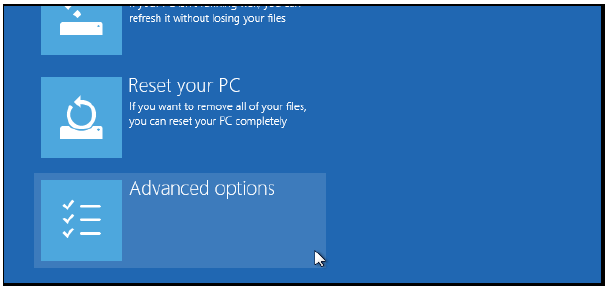 refresh it without losing your files
Reset your PC
If you want to remove all of your files,
you can reset your PC completely
Advanced options